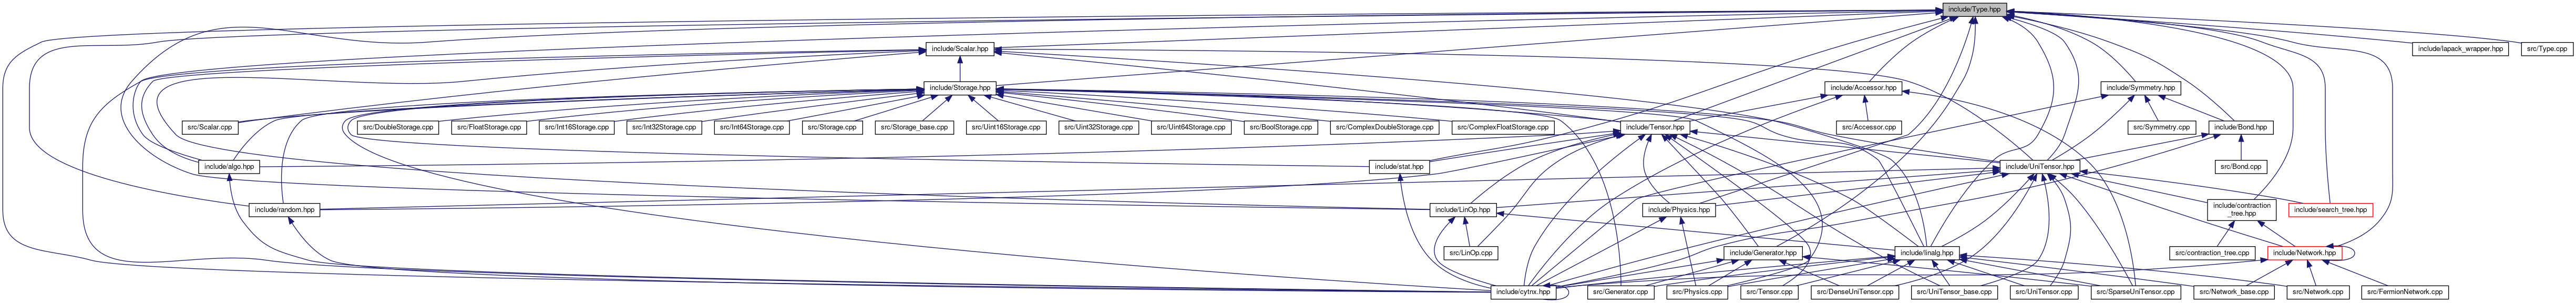 include/Type.hpp
include/Scalar.hpp
include/lapack_wrapper.hpp
src/Type.cpp
include/Storage.hpp
include/Accessor.hpp
include/Symmetry.hpp
src/Scalar.cpp
src/DoubleStorage.cpp
src/FloatStorage.cpp
src/Int16Storage.cpp
src/Int32Storage.cpp
src/Int64Storage.cpp
src/Storage.cpp
src/Storage_base.cpp
src/Uint16Storage.cpp
src/Uint32Storage.cpp
src/Uint64Storage.cpp
src/BoolStorage.cpp
src/ComplexDoubleStorage.cpp
src/ComplexFloatStorage.cpp
include/Tensor.hpp
src/Accessor.cpp
src/Symmetry.cpp
include/Bond.hpp
include/algo.hpp
include/stat.hpp
include/UniTensor.hpp
src/Bond.cpp
include/random.hpp
include/LinOp.hpp
include/Physics.hpp
include/contraction
_tree.hpp
include/search_tree.hpp
src/LinOp.cpp
include/Generator.hpp
include/linalg.hpp
src/contraction_tree.cpp
include/Network.hpp
include/cytnx.hpp
src/Generator.cpp
src/Physics.cpp
src/Tensor.cpp
src/DenseUniTensor.cpp
src/UniTensor_base.cpp
src/UniTensor.cpp
src/SparseUniTensor.cpp
src/Network_base.cpp
src/Network.cpp
src/FermionNetwork.cpp